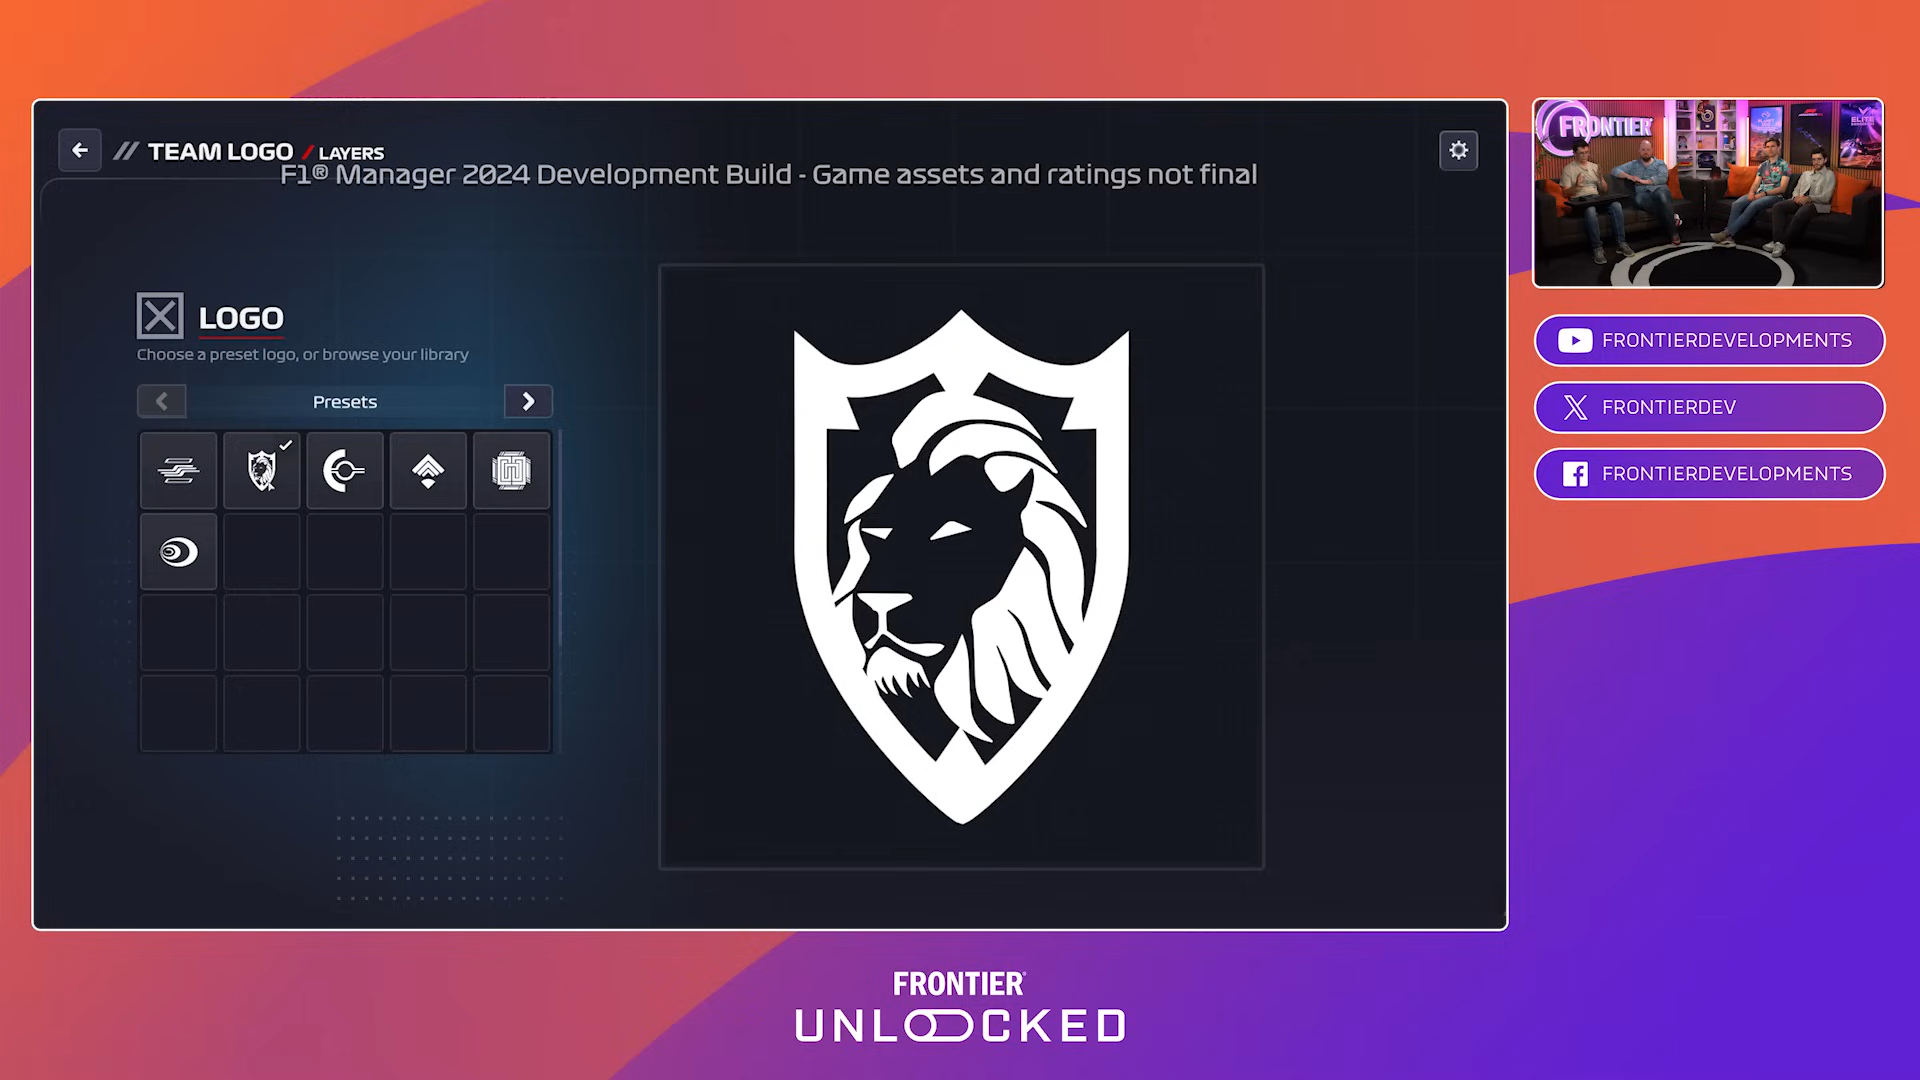 TEAM LOGO / LAYERS
F1® Manager 2024 Development Build - Game assets and ratings not final
LOGO
Choose a preset logo, or browse your library
Presets
FRONTIER
ELITE
FRONTIERDEVELOPMENTS
FRONTIERDEV
FRONTIERDEVELOPMENTS
FRONTIER
UNLOCKED